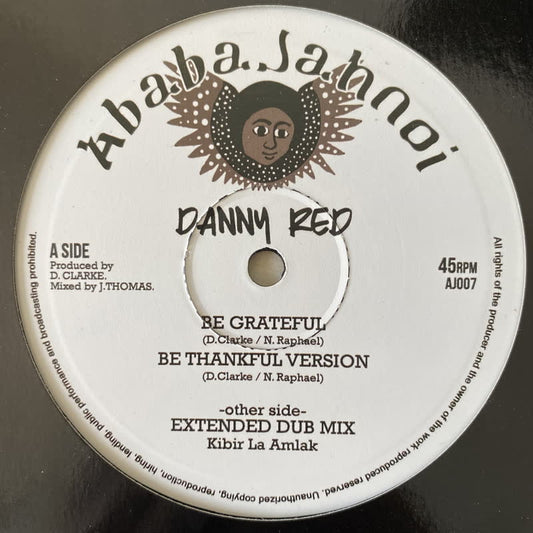 Ababa Jahnoi
DANNY RED
A SIDE
Produced by
D. CLARKE.
Mixed by J.THOMAS.
45RPM
AJ007
BE GRATEFUL
(D.Clarke / N. Raphael)
BE THANKFUL VERSION
(D.Clarke / N. Raphael)
-other side-
EXTENDED DUB MIX
Kibir La Amlak
All rights of the producer and the owner of the work reproduced reserved. Unauthorized copying, reproduction, hiring, lending, public performance and broadcasting prohibited.